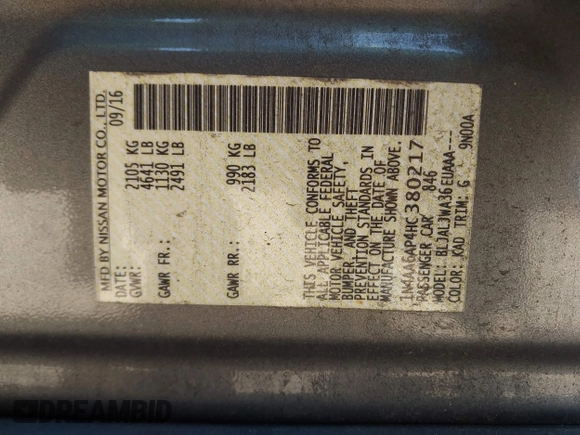 MFD BY NISSAN MOTOR CO., LTD.
DATE: 09/16
GVWR: 2105 KG
4641 LB
GAWR FR: 1130 KG
2491 LB
GAWR RR: 990 KG
2183 LB
THIS VEHICLE CONFORMS TO
ALL APPLICABLE FEDERAL
MOTOR VEHICLE SAFETY,
BUMPER, AND THEFT
PREVENTION STANDARDS IN
EFFECT ON THE DATE OF
MANUFACTURE SHOWN ABOVE.
1N4AA6AP4HC380217
PASSENGER CAR 846
MODEL: BLJALJWA36EUAAA---
COLOR: KAD TRIM: G 9N00A
DREAMBID